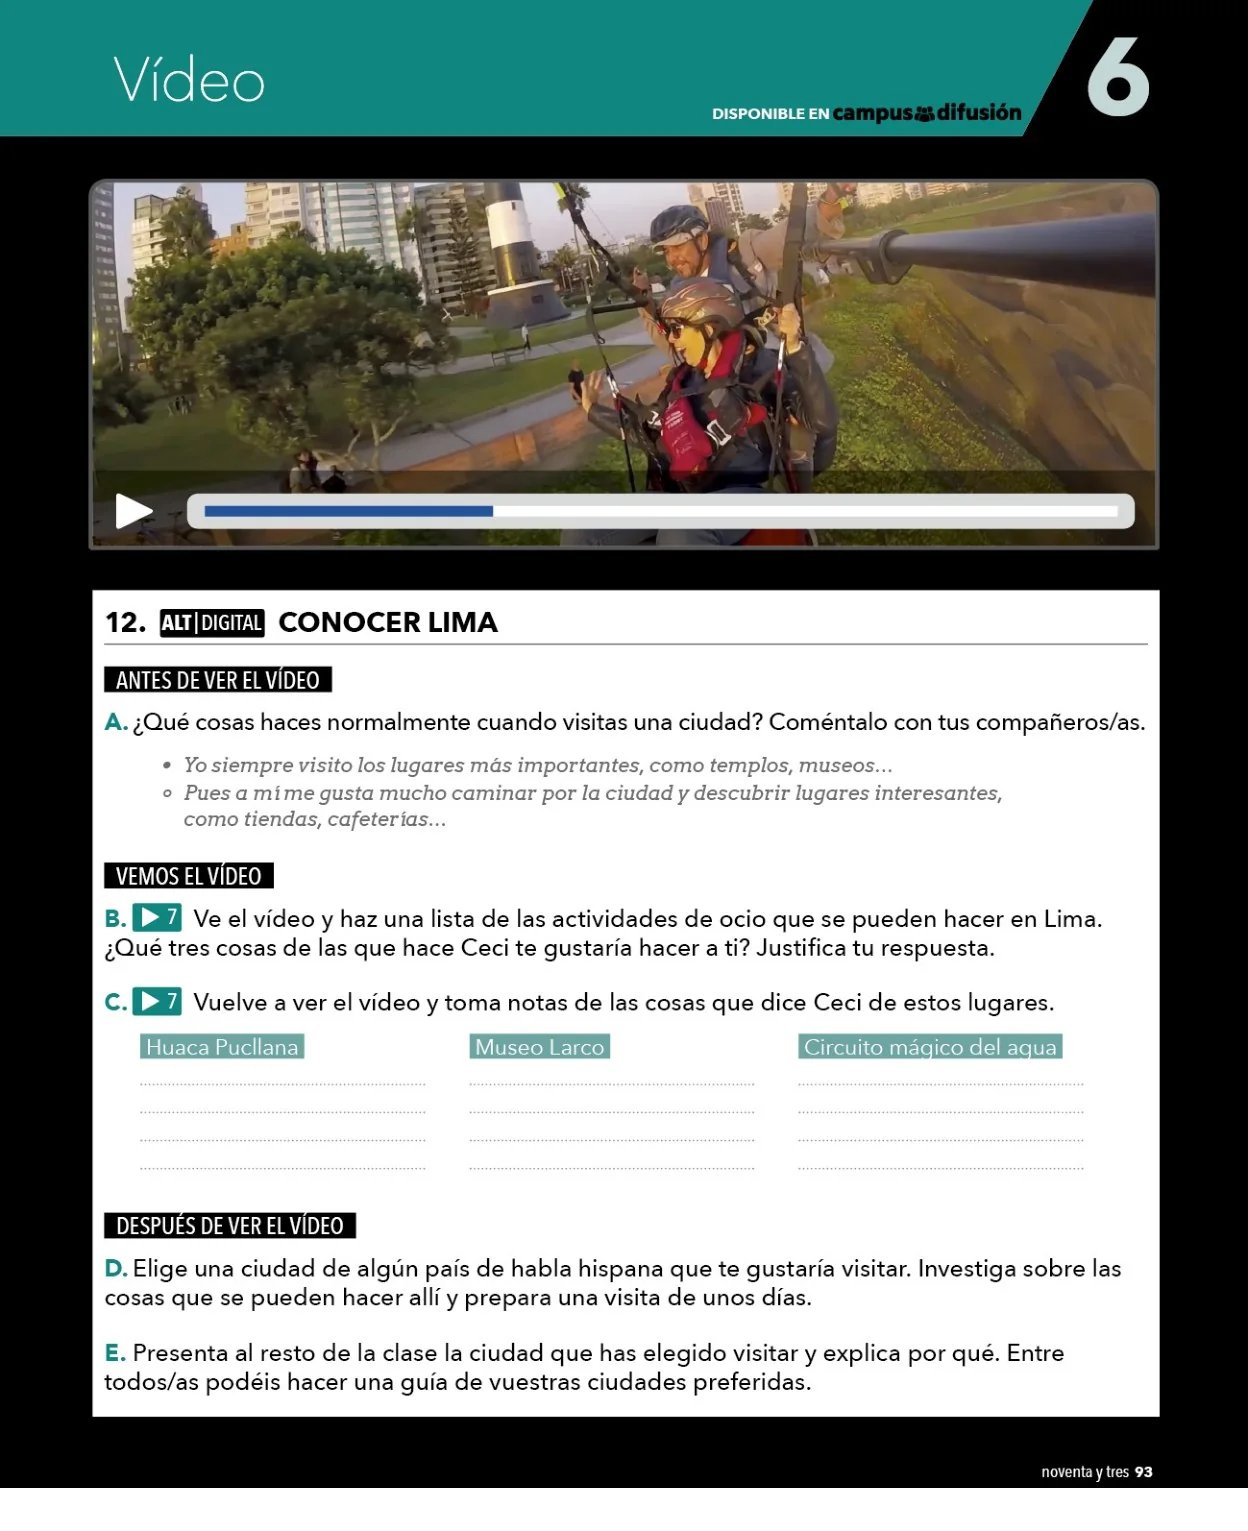 Vídeo
6
DISPONIBLE EN campus difusión
12. ALT|DIGITAL CONOCER LIMA
ANTES DE VER EL VÍDEO
A. ¿Qué cosas haces normalmente cuando visitas una ciudad? Coméntalo con tus compañeros/as.
• Yo siempre visito los lugares más importantes, como templos, museos...
○ Pues a mí me gusta mucho caminar por la ciudad y descubrir lugares interesantes,
como tiendas, cafeterías...
VEMOS EL VÍDEO
B. ▶ 7 Ve el vídeo y haz una lista de las actividades de ocio que se pueden hacer en Lima.
¿Qué tres cosas de las que hace Ceci te gustaría hacer a ti? Justifica tu respuesta.
C. ▶ 7 Vuelve a ver el vídeo y toma notas de las cosas que dice Ceci de estos lugares.
Huaca Pucllana Museo Larco Circuito mágico del agua
DESPUÉS DE VER EL VÍDEO
D. Elige una ciudad de algún país de habla hispana que te gustaría visitar. Investiga sobre las
cosas que se pueden hacer allí y prepara una visita de unos días.
E. Presenta al resto de la clase la ciudad que has elegido visitar y explica por qué. Entre
todos/as podéis hacer una guía de vuestras ciudades preferidas.
noventa y tres 93